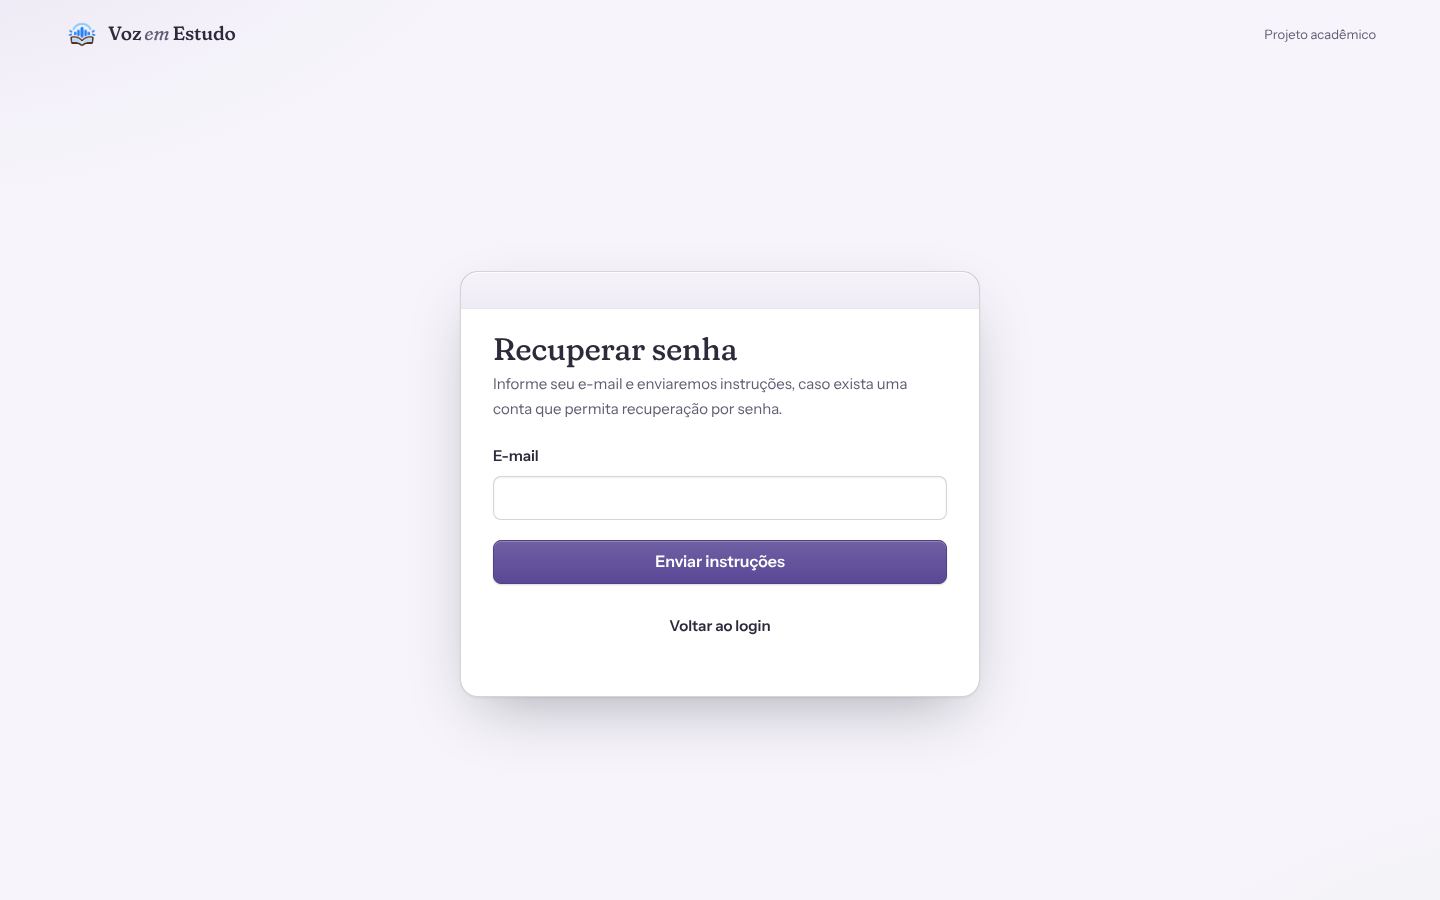 Voz em Estudo
Projeto acadêmico
Recuperar senha
Informe seu e-mail e enviaremos instruções, caso exista uma
conta que permita recuperação por senha.
E-mail
Enviar instruções
Voltar ao login